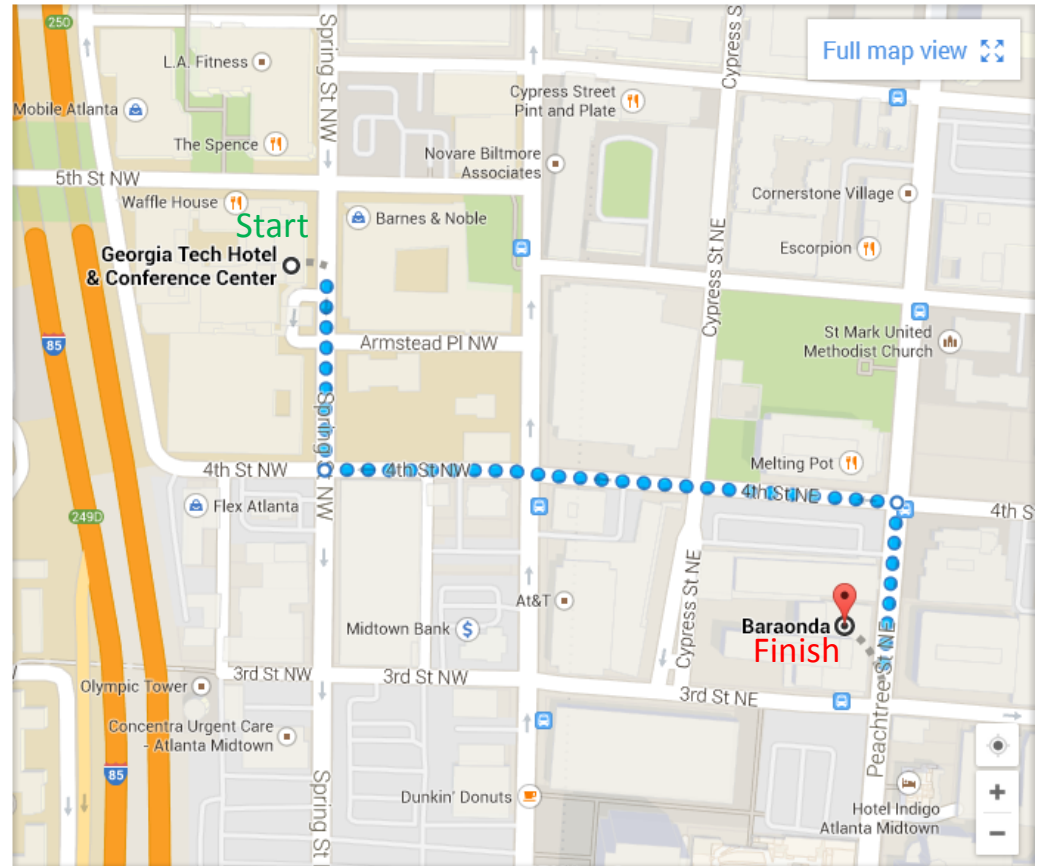 250
Spring St NW
Cypress S
Full map view
L.A. Fitness
Mobile Atlanta
Cypress Street
Pint and Plate
The Spence
Novare Biltmore
Associates
5th St NW
Waffle House
Cornerstone Village
Start
Barnes & Noble
Georgia Tech Hotel
& Conference Center
Escorpion
Cypress St NE
85
Armstead Pl NW
St Mark United
Methodist Church
Spring St NW
Melting Pot
4th St NW
4th St NW
4th St NE
4th S
Flex Atlanta
249D
At&T
Cypress St NE
Midtown Bank
$
Baraonda
Finish
3rd St NW
3rd St NW
3rd St NE
Olympic Tower
Peachtree St NE
Concentra Urgent Care
- Atlanta Midtown
85
Spring St
Dunkin' Donuts
Hotel Indigo
Atlanta Midtown
+
−